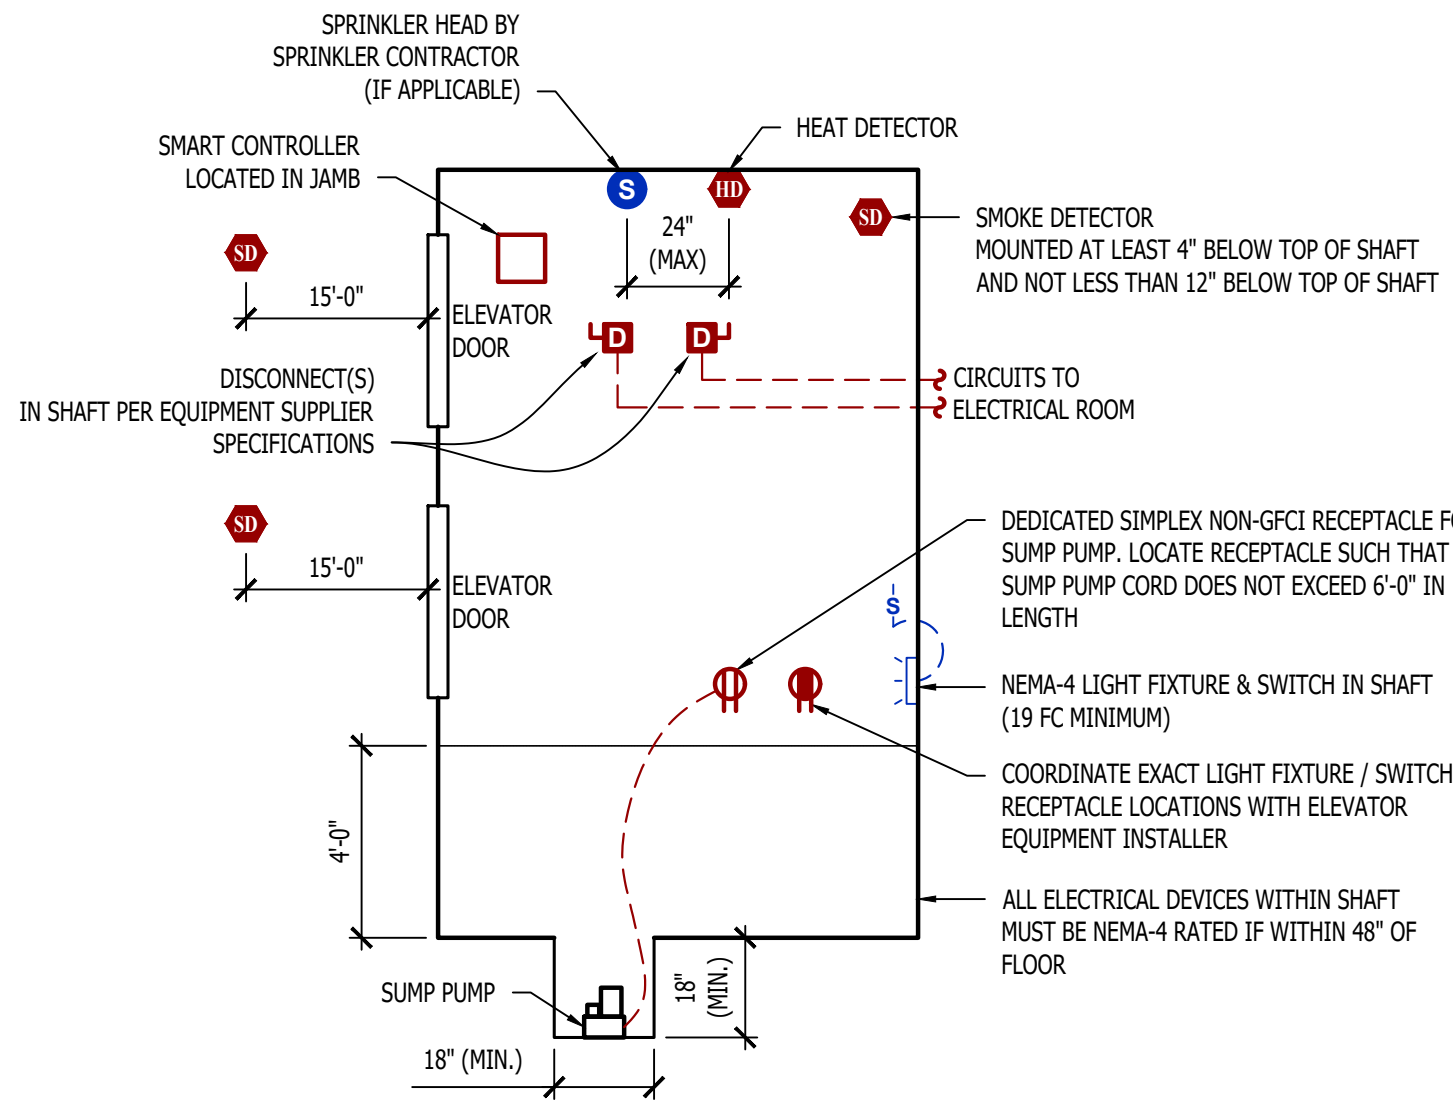 SPRINKLER HEAD BY
SPRINKLER CONTRACTOR
(IF APPLICABLE)
HEAT DETECTOR
SMART CONTROLLER
LOCATED IN JAMB
S
HD
SD
SMOKE DETECTOR
MOUNTED AT LEAST 4" BELOW TOP OF SHAFT
AND NOT LESS THAN 12" BELOW TOP OF SHAFT
24"
(MAX)
SD
15'-0"
ELEVATOR
DOOR
D
D
DISCONNECT(S)
IN SHAFT PER EQUIPMENT SUPPLIER
SPECIFICATIONS
CIRCUITS TO
ELECTRICAL ROOM
SD
15'-0"
ELEVATOR
DOOR
DEDICATED SIMPLEX NON-GFCI RECEPTACLE
SUMP PUMP. LOCATE RECEPTACLE SUCH THAT
SUMP PUMP CORD DOES NOT EXCEED 6'-0" IN
LENGTH
S
NEMA-4 LIGHT FIXTURE & SWITCH IN SHAFT
(19 FC MINIMUM)
COORDINATE EXACT LIGHT FIXTURE / SWITCH
RECEPTACLE LOCATIONS WITH ELEVATOR
EQUIPMENT INSTALLER
4'-0"
ALL ELECTRICAL DEVICES WITHIN SHAFT
MUST BE NEMA-4 RATED IF WITHIN 48" OF
FLOOR
SUMP PUMP
18"
(MIN.)
18" (MIN.)